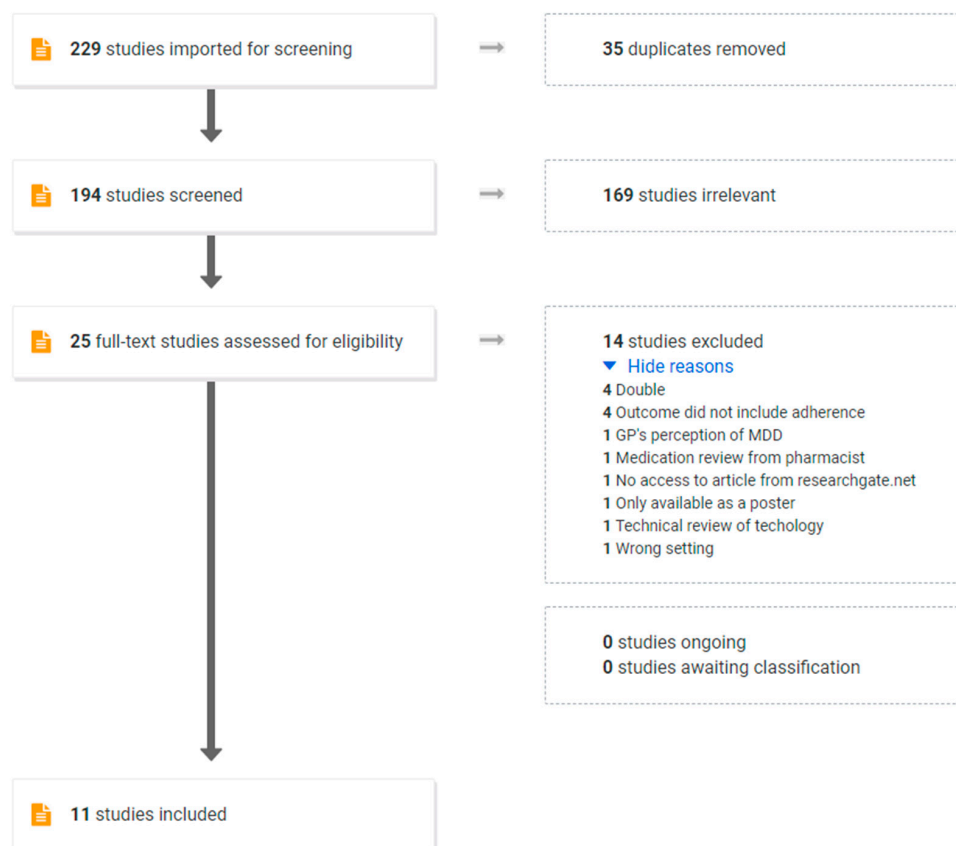 229 studies imported for screening
35 duplicates removed
194 studies screened
169 studies irrelevant
25 full-text studies assessed for eligibility
14 studies excluded
Hide reasons
4 Double
4 Outcome did not include adherence
1 GP's perception of MDD
1 Medication review from pharmacist
1 No access to article from researchgate.net
1 Only available as a poster
1 Technical review of techology
1 Wrong setting
0 studies ongoing
0 studies awaiting classification
11 studies included